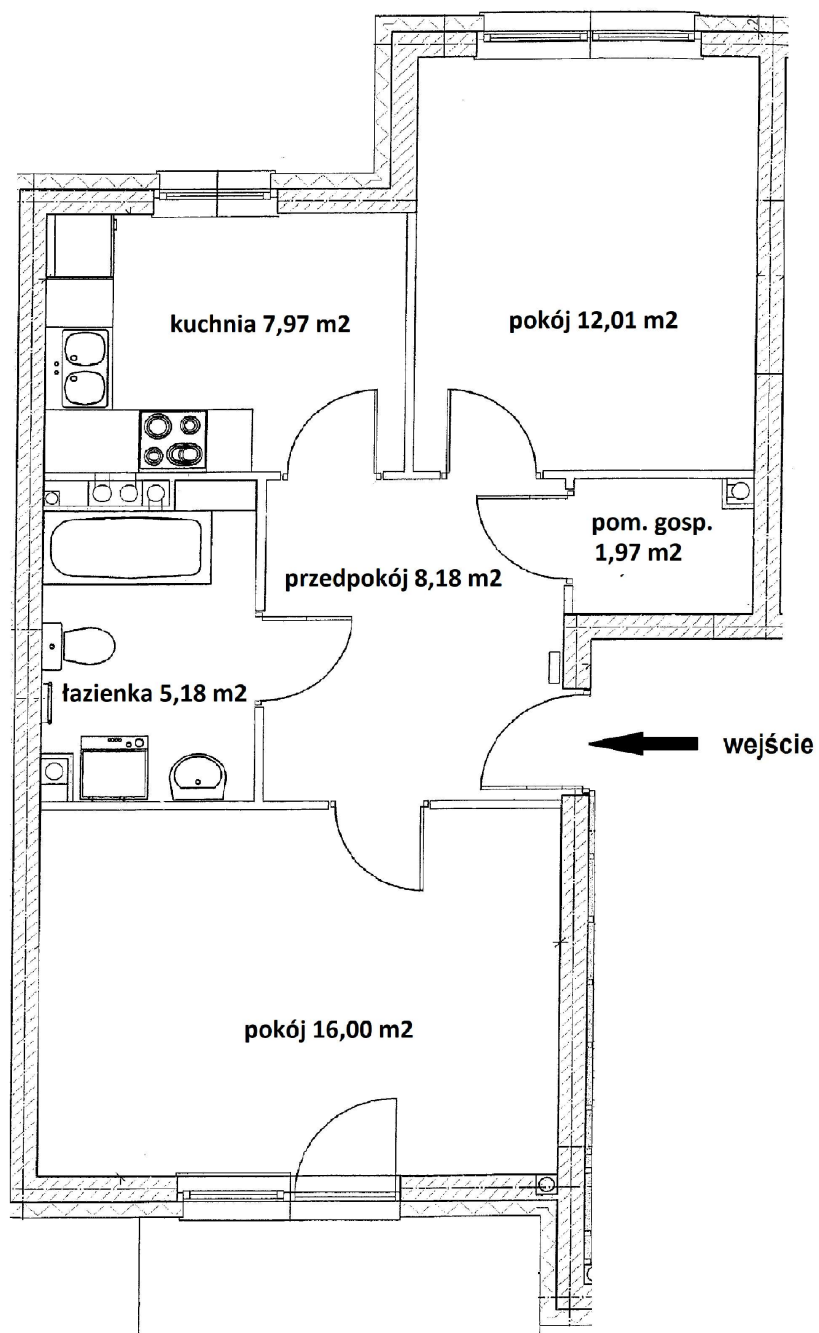 kuchnia 7,97 m2
pokój 12,01 m2
pom. gosp.
1,97 m2
przedpokój 8,18 m2
łazienka 5,18 m2
wejście
pokój 16,00 m2